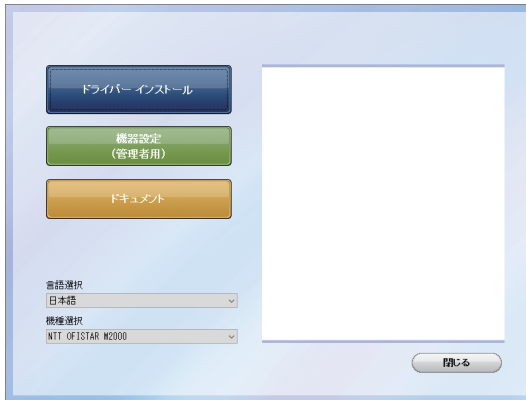 ドライバー インストール
機器設定
(管理者用)
ドキュメント
言語選択
日本語
機種選択
NTT OFISTAR M2000
閉じる